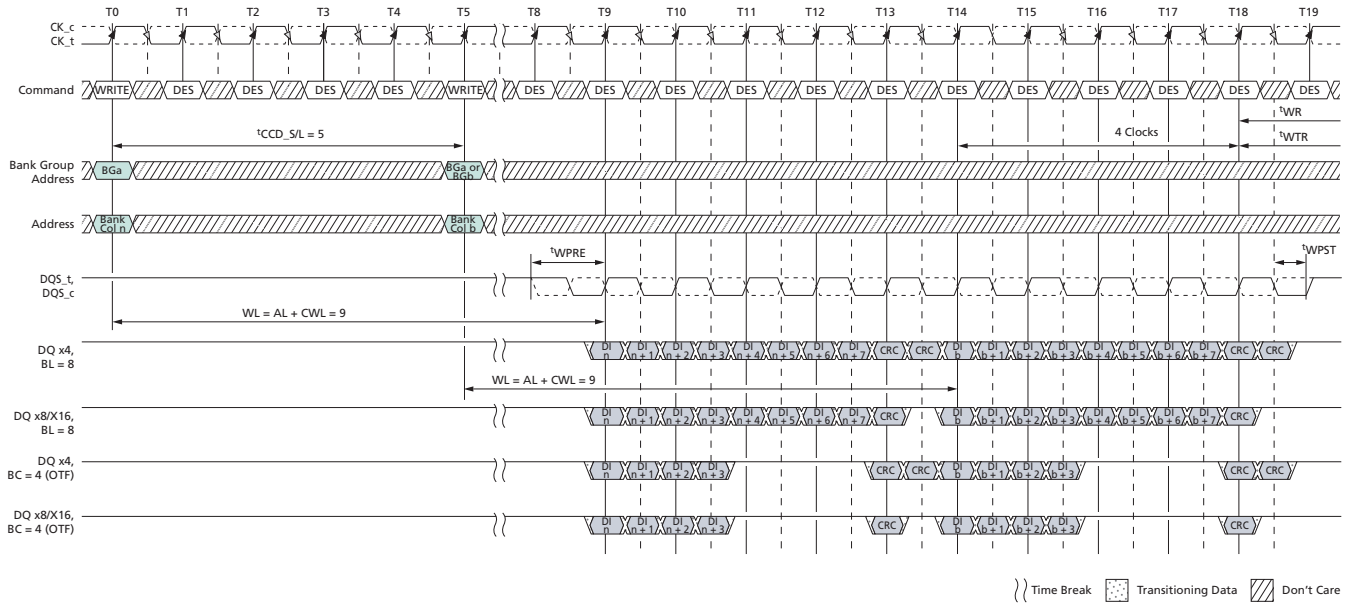 T0 T1 T2 T3 T4 T5 T8 T9 T10 T11 T12 T13 T14 T15 T16 T17 T18 T19
CK_c
CK_t
Command WRITE DES DES DES DES WRITE DES DES DES DES DES DES DES DES DES DES DES DES
tCCD_S/L = 5
4 Clocks
tWR
tWTR
Bank Group
Address
BGa
BGa or
BGb
Address
Bank
Col n
Bank
Col b
tWPRE
tWPST
DQS_t,
DQS_c
WL = AL + CWL = 9
DQ x4,
BL = 8
DI n DI n + 1 DI n + 2 DI n + 3 DI n + 4 DI n + 5 DI n + 6 DI n + 7 CRC CRC DI b DI b + 1 DI b + 2 DI b + 3 DI b + 4 DI b + 5 DI b + 6 DI b + 7 CRC CRC
WL = AL + CWL = 9
DQ x8/X16,
BL = 8
DI n DI n + 1 DI n + 2 DI n + 3 DI n + 4 DI n + 5 DI n + 6 DI n + 7 CRC DI b DI b + 1 DI b + 2 DI b + 3 DI b + 4 DI b + 5 DI b + 6 DI b + 7 CRC
DQ x4,
BC = 4 (OTF)
DI n DI n + 1 DI n + 2 DI n + 3 CRC CRC DI b DI b + 1 DI b + 2 DI b + 3 CRC CRC
DQ x8/X16,
BC = 4 (OTF)
DI n DI n + 1 DI n + 2 DI n + 3 CRC DI b DI b + 1 DI b + 2 DI b + 3 CRC
Time Break Transitioning Data Don't Care